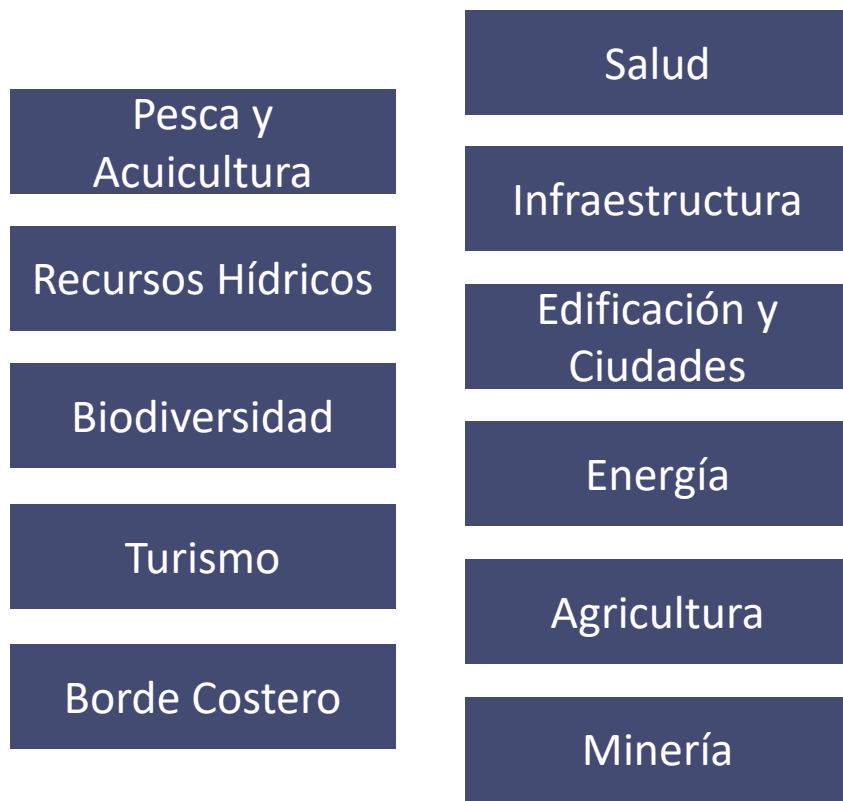 Pesca y
Acuicultura
Recursos Hídricos
Biodiversidad
Turismo
Borde Costero
Salud
Infraestructura
Edificación y
Ciudades
Energía
Agricultura
Minería